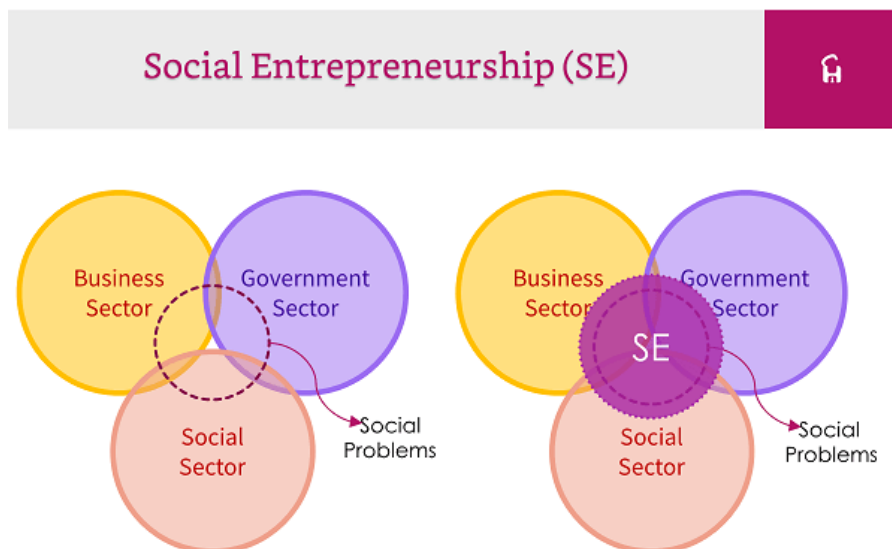 Social Entrepreneurship (SE)
Business
Sector
Government
Sector
Social
Sector
Social
Problems
Business
Sector
Government
Sector
SE
Social
Sector
Social
Problems